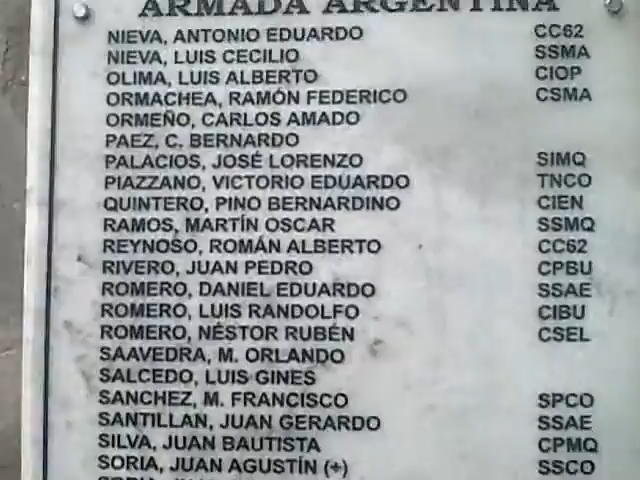 ARMADA ARGENTINA
NIEVA, ANTONIO EDUARDO CC62
NIEVA, LUIS CECILIO SSMA
OLIMA, LUIS ALBERTO CIOP
ORMACHEA, RAMÓN FEDERICO CSMA
ORMEÑO, CARLOS AMADO
PAEZ, C. BERNARDO
PALACIOS, JOSÉ LORENZO SIMQ
PIAZZANO, VICTORIO EDUARDO TNCO
QUINTERO, PINO BERNARDINO CIEN
RAMOS, MARTÍN OSCAR SSMQ
REYNOSO, ROMÁN ALBERTO CC62
RIVERO, JUAN PEDRO CPBU
ROMERO, DANIEL EDUARDO SSAE
ROMERO, LUIS RANDOLFO CIBU
ROMERO, NÉSTOR RUBÉN CSEL
SAAVEDRA, M. ORLANDO
SALCEDO, LUIS GINES
SANCHEZ, M. FRANCISCO SPCO
SANTILLAN, JUAN GERARDO SSAE
SILVA, JUAN BAUTISTA CPMQ
SORIA, JUAN AGUSTÍN (+) SSCO